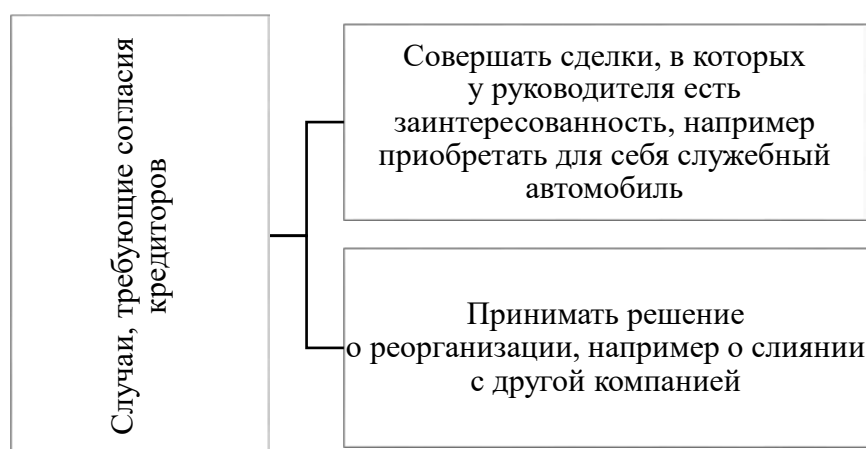 Случаи, требующие согласия
кредиторов
Совершать сделки, в которых
у руководителя есть
заинтересованность, например
приобретать для себя служебный
автомобиль
Принимать решение
о реорганизации, например о слиянии
с другой компанией